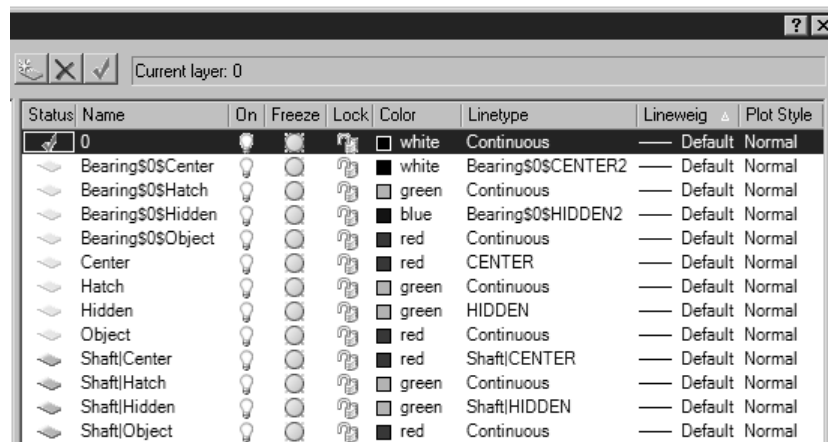 Current layer: 0
Status Name On Freeze Lock Color Linetype Lineweig Plot Style
0 white Continuous Default Normal
Bearing$0$Center white Bearing$0$CENTER2 Default Normal
Bearing$0$Hatch green Continuous Default Normal
Bearing$0$Hidden blue Bearing$0$HIDDEN2 Default Normal
Bearing$0$Object red Continuous Default Normal
Center red CENTER Default Normal
Hatch green Continuous Default Normal
Hidden green HIDDEN Default Normal
Object red Continuous Default Normal
Shaft|Center red Shaft|CENTER Default Normal
Shaft|Hatch green Continuous Default Normal
Shaft|Hidden green Shaft|HIDDEN Default Normal
Shaft|Object red Continuous Default Normal